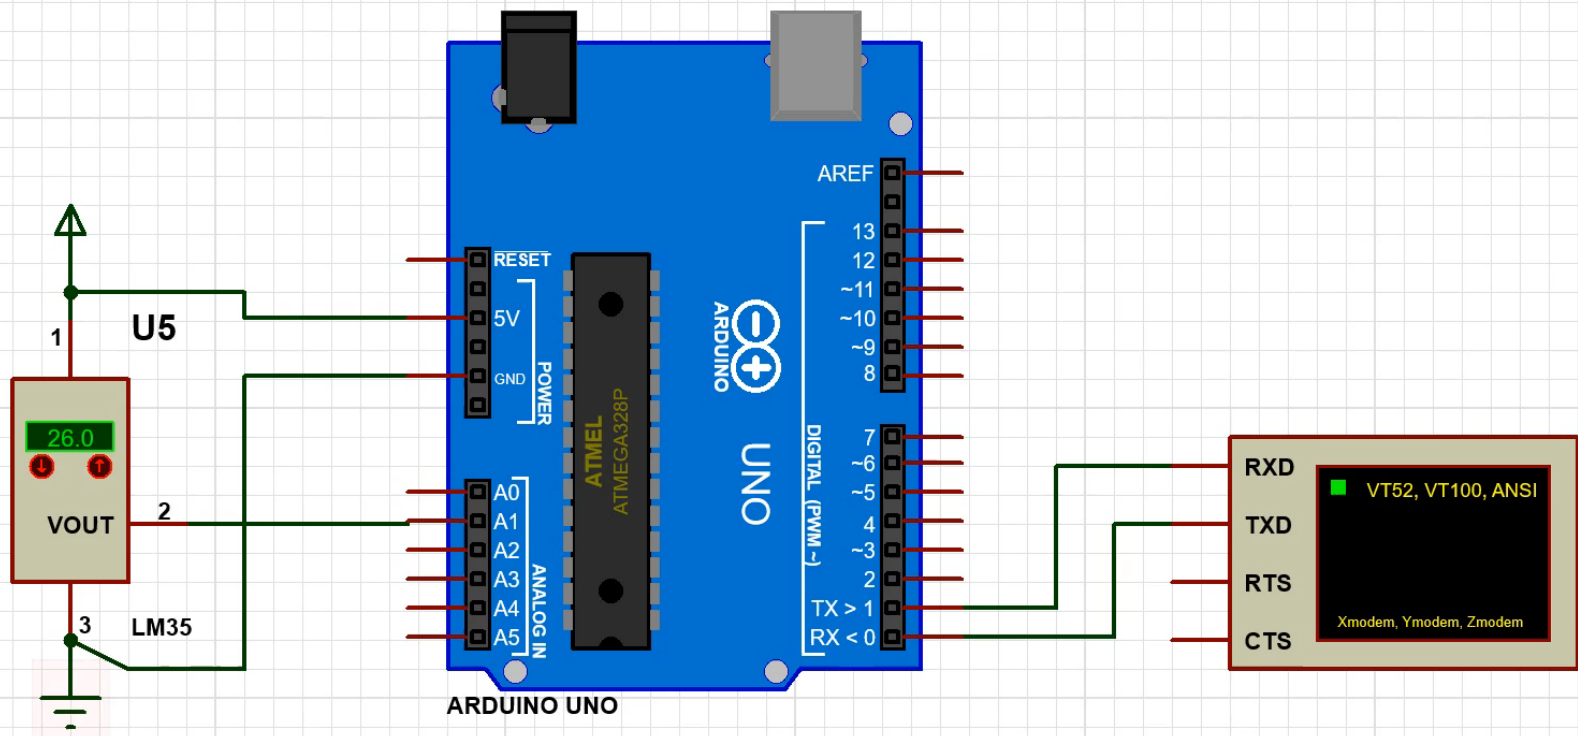 AREF
13
12
~11
~10
~9
8
RESET
5V
GND
POWER
1
U5
26.0
VOUT
2
3
LM35
A0
A1
A2
A3
A4
A5
ANALOG IN
ATMEL
ATMEGA328P
ARDUINO
UNO
DIGITAL (PWM ~)
7
~6
~5
4
~3
2
TX > 1
RX < 0
ARDUINO UNO
RXD
TXD
RTS
CTS
VT52, VT100, ANSI
Xmodem, Ymodem, Zmodem